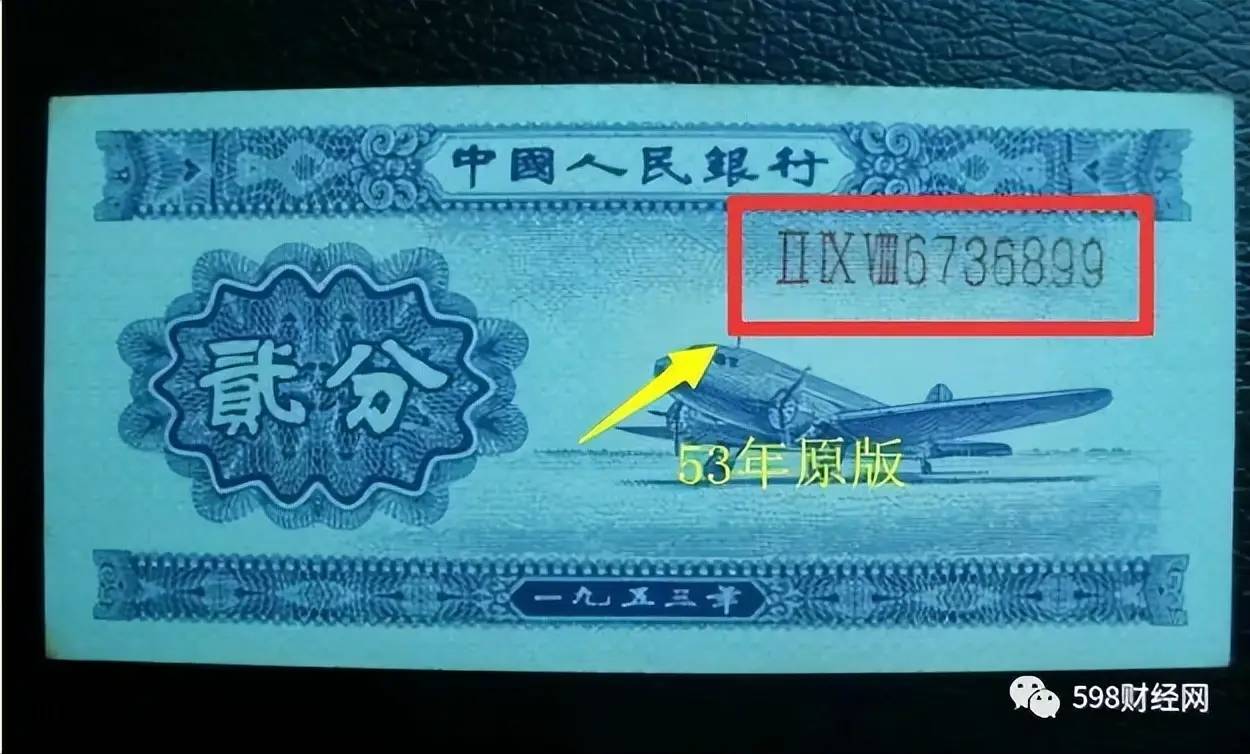 中國人民銀行
ⅡⅨⅧ6736899
貳分
53年原版
一九五三年
598财经网